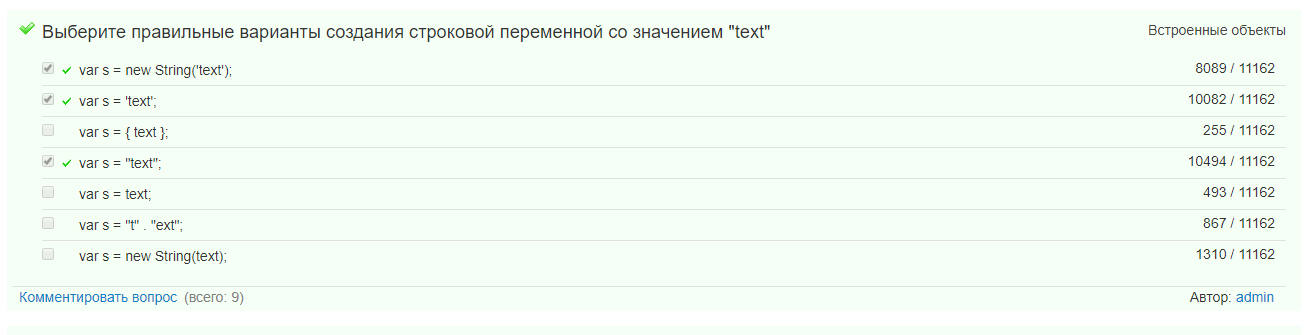 Выберите правильные варианты создания строковой переменной со значением "text" Встроенные объекты
var s = new String('text'); 8089 / 11162
var s = 'text'; 10082 / 11162
var s = { text }; 255 / 11162
var s = "text"; 10494 / 11162
var s = text; 493 / 11162
var s = "t" . "ext"; 867 / 11162
var s = new String(text); 1310 / 11162
Комментировать вопрос (всего: 9) Автор: admin